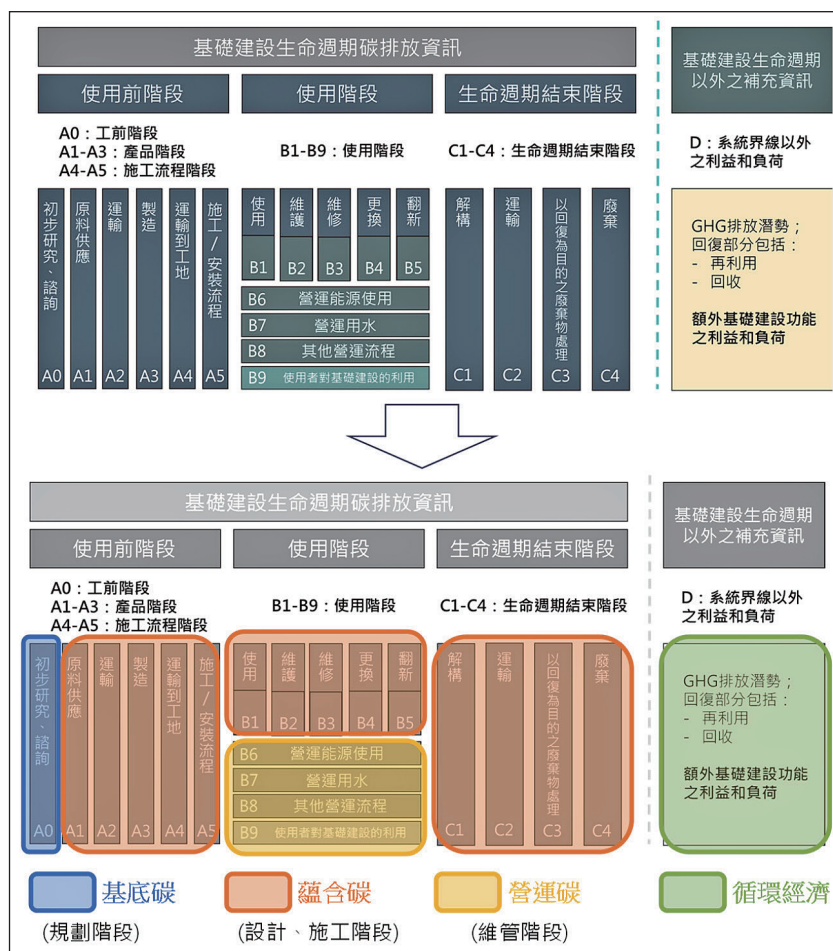 基礎建設生命週期碳排放資訊
基礎建設生命週期
以外之補充資訊
使用前階段
使用階段
生命週期結束階段
A0：工前階段
A1-A3：產品階段
A4-A5：施工流程階段
B1-B9：使用階段
C1-C4：生命週期結束階段
D：系統界線以外
之利益和負荷
初步研究、諮詢
A0
原料供應
A1
運輸
A2
製造
A3
運輸到工地
A4
施工/安裝流程
A5
使用
B1
維護
B2
維修
B3
更換
B4
翻新
B5
B6 營運能源使用
B7 營運用水
B8 其他營運流程
B9 使用者對基礎建設的利用
解構
C1
運輸
C2
以回復為目的之廢棄物處理
C3
廢棄
C4
GHG排放潛勢；
回復部分包括：
- 再利用
- 回收
額外基礎建設功能
之利益和負荷
基礎建設生命週期碳排放資訊
基礎建設生命週期
以外之補充資訊
使用前階段
使用階段
生命週期結束階段
A0：工前階段
A1-A3：產品階段
A4-A5：施工流程階段
B1-B9：使用階段
C1-C4：生命週期結束階段
D：系統界線以外
之利益和負荷
初步研究、諮詢
A0
原料供應
A1
運輸
A2
製造
A3
運輸到工地
A4
施工/安裝流程
A5
使用
B1
維護
B2
維修
B3
更換
B4
翻新
B5
B6 營運能源使用
B7 營運用水
B8 其他營運流程
B9 使用者對基礎建設的利用
解構
C1
運輸
C2
以回復為目的之廢棄物處理
C3
廢棄
C4
GHG排放潛勢；
回復部分包括：
- 再利用
- 回收
額外基礎建設功能
之利益和負荷
基底碳
(規劃階段)
蘊含碳
(設計、施工階段)
營運碳
(維管階段)
循環經濟